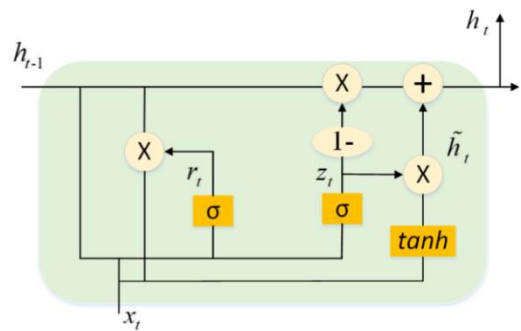 h_t
h_{t-1}
X
+
1-
X
r_t
z_t
X
h̃_t
σ
σ
tanh
x_t